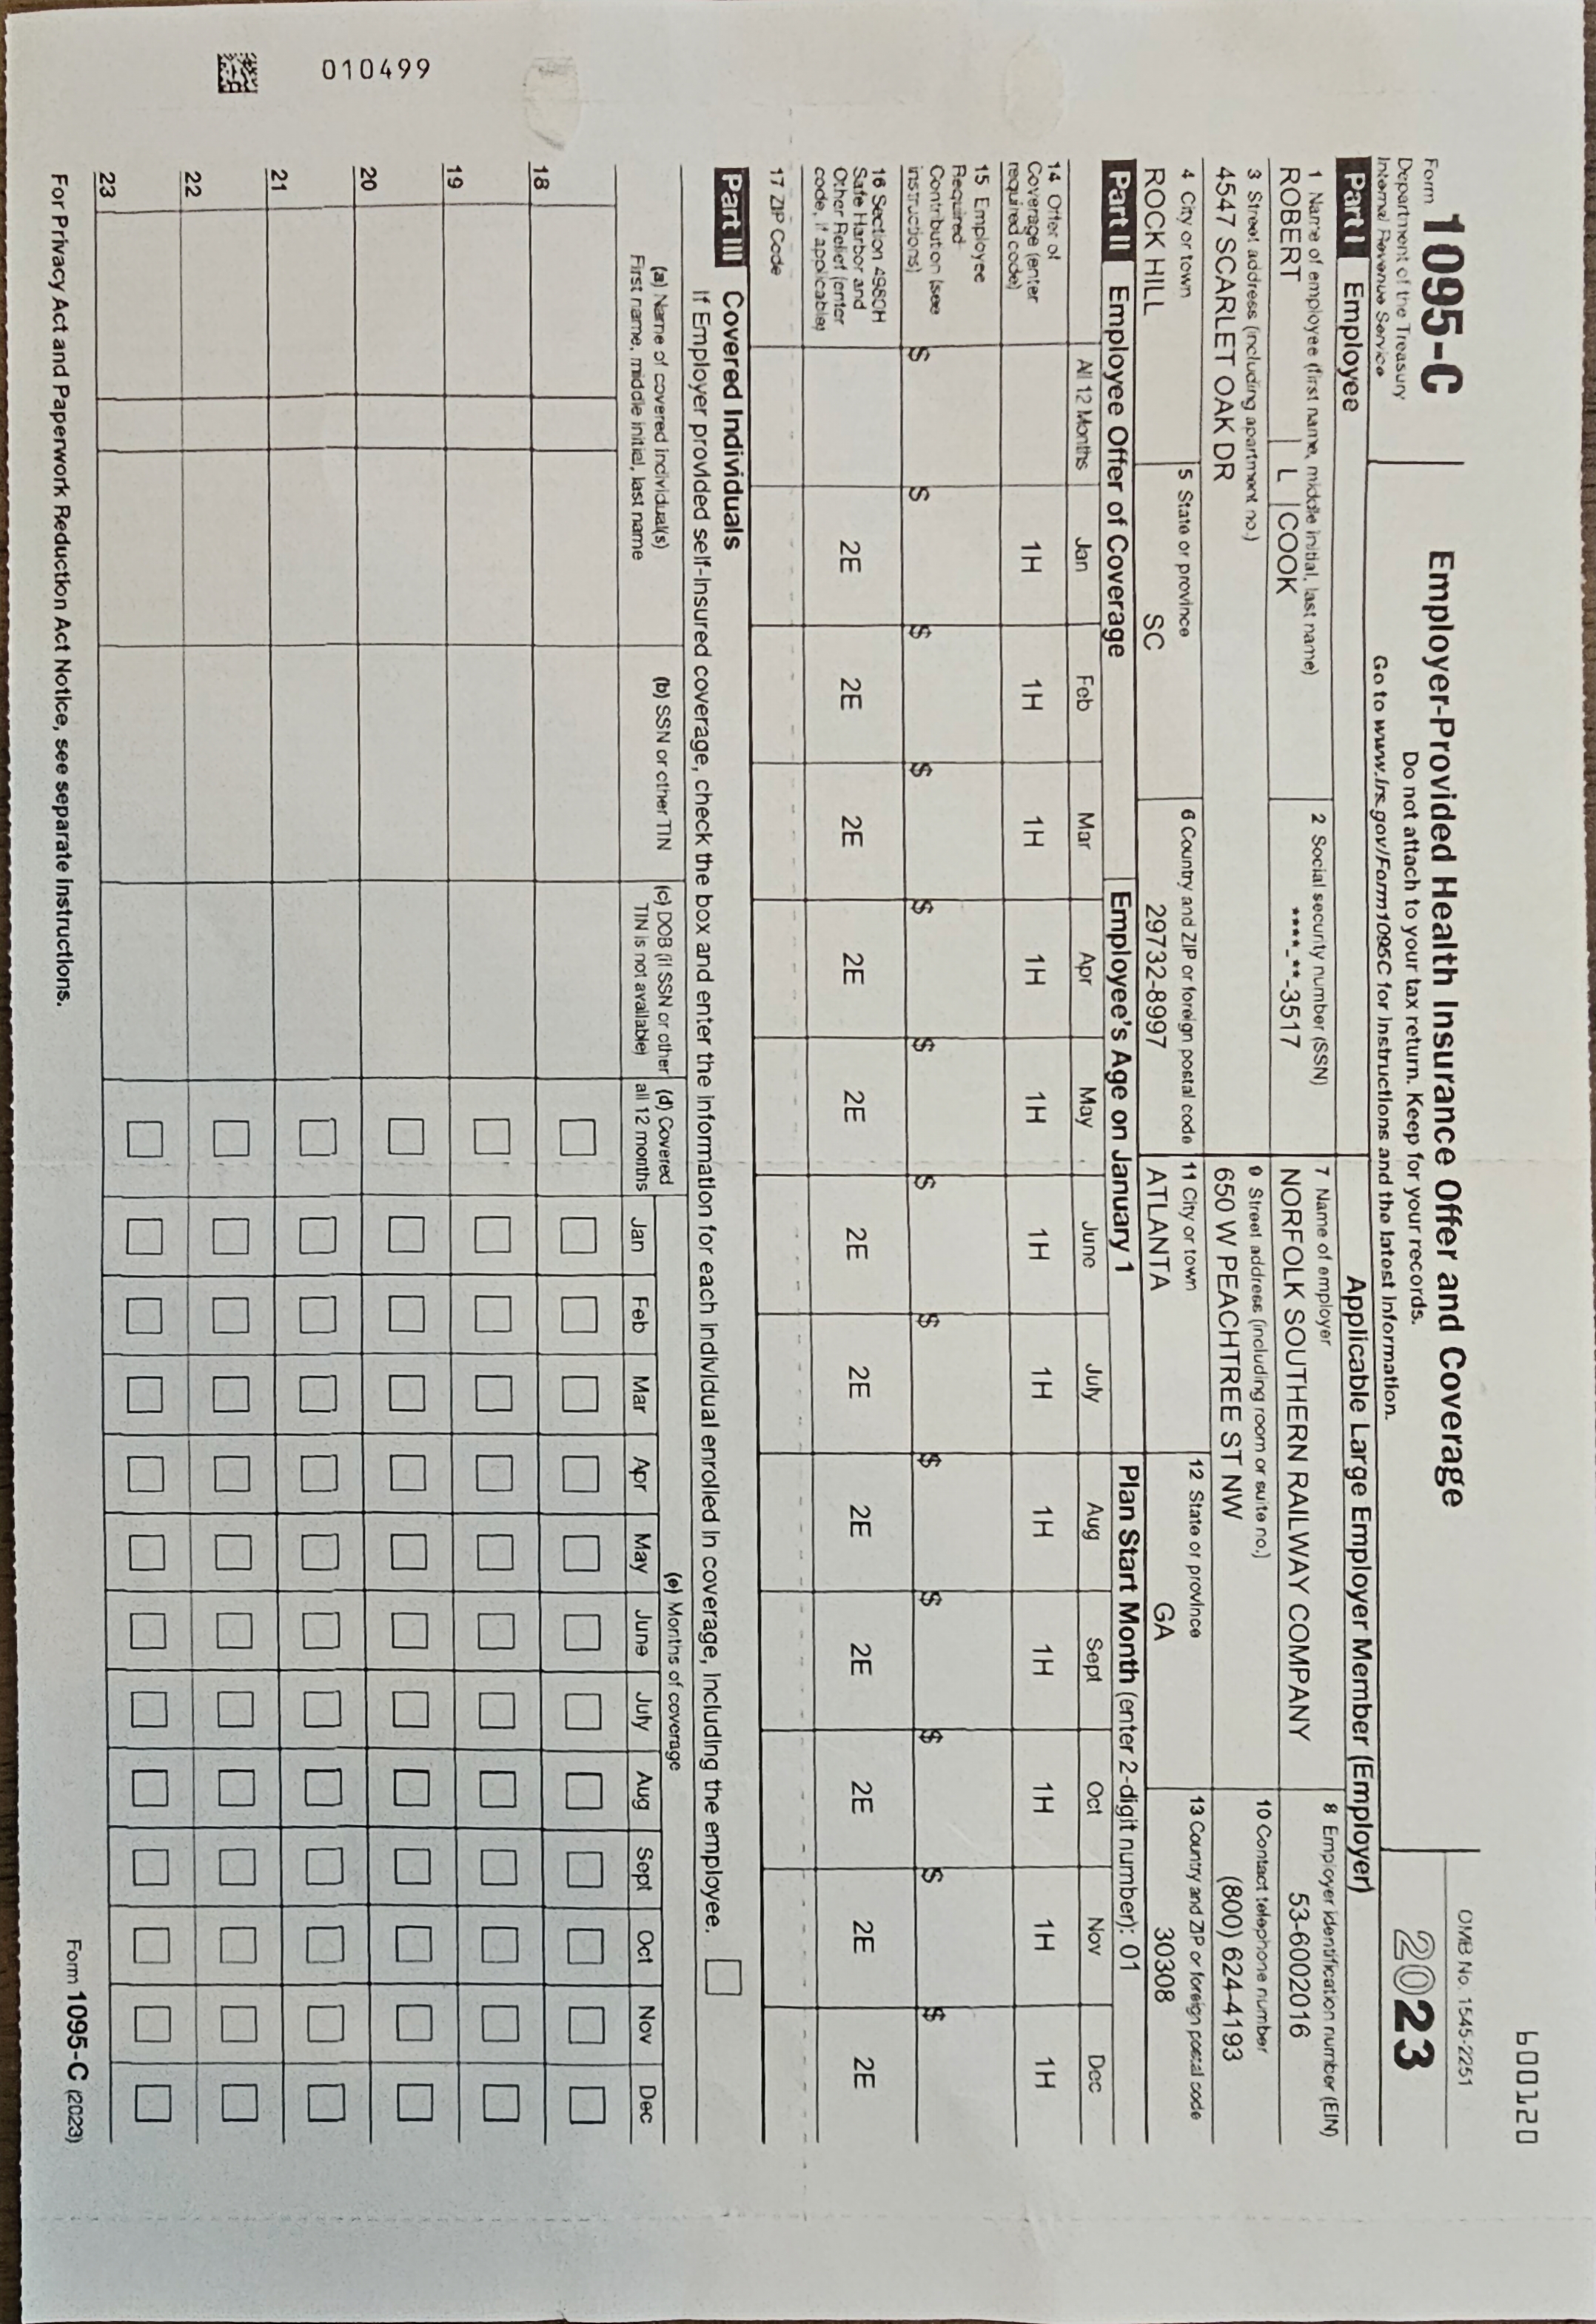 600120
Form 1095-C
Department of the Treasury
Internal Revenue Service
Employer-Provided Health Insurance Offer and Coverage
Do not attach to your tax return. Keep for your records.
Go to www.irs.gov/Form1095C for instructions and the latest information.
OMB No. 1545-2251
2023
Part I Employee
Applicable Large Employer Member (Employer)
1 Name of employee (first name, middle initial, last name)
ROBERT L COOK
2 Social security number (SSN)
****-**-3517
7 Name of employer
NORFOLK SOUTHERN RAILWAY COMPANY
8 Employer identification number (EIN)
53-6002016
3 Street address (including apartment no.)
4547 SCARLET OAK DR
9 Street address (including room or suite no.)
650 W PEACHTREE ST NW
10 Contact telephone number
(800) 624-4193
4 City or town
ROCK HILL
5 State or province
SC
6 Country and ZIP or foreign postal code
29732-8997
11 City or town
ATLANTA
12 State or province
GA
13 Country and ZIP or foreign postal code
30308
Part II Employee Offer of Coverage
Employee's Age on January 1
Plan Start Month (enter 2-digit number): 01
All 12 Months Jan Feb Mar Apr May June July Aug Sept Oct Nov Dec
14 Offer of
Coverage (enter
required code)
1H 1H 1H 1H 1H 1H 1H 1H 1H 1H 1H 1H
15 Employee
Required
Contribution (see
instructions)
$ $ $ $ $ $ $ $ $ $ $ $ $
16 Section 4980H
Safe Harbor and
Other Relief (enter
code, if applicable)
2E 2E 2E 2E 2E 2E 2E 2E 2E 2E 2E 2E
17 ZIP Code
Part III Covered Individuals
If Employer provided self-insured coverage, check the box and enter the information for each individual enrolled in coverage, including the employee.
(a) Name of covered individual(s)
First name, middle initial, last name
(b) SSN or other TIN
(c) DOB (if SSN or other
TIN is not available)
(d) Covered
all 12 months
(e) Months of coverage
Jan Feb Mar Apr May June July Aug Sept Oct Nov Dec
18
19
20
21
22
23
For Privacy Act and Paperwork Reduction Act Notice, see separate instructions.
Form 1095-C (2023)
010499